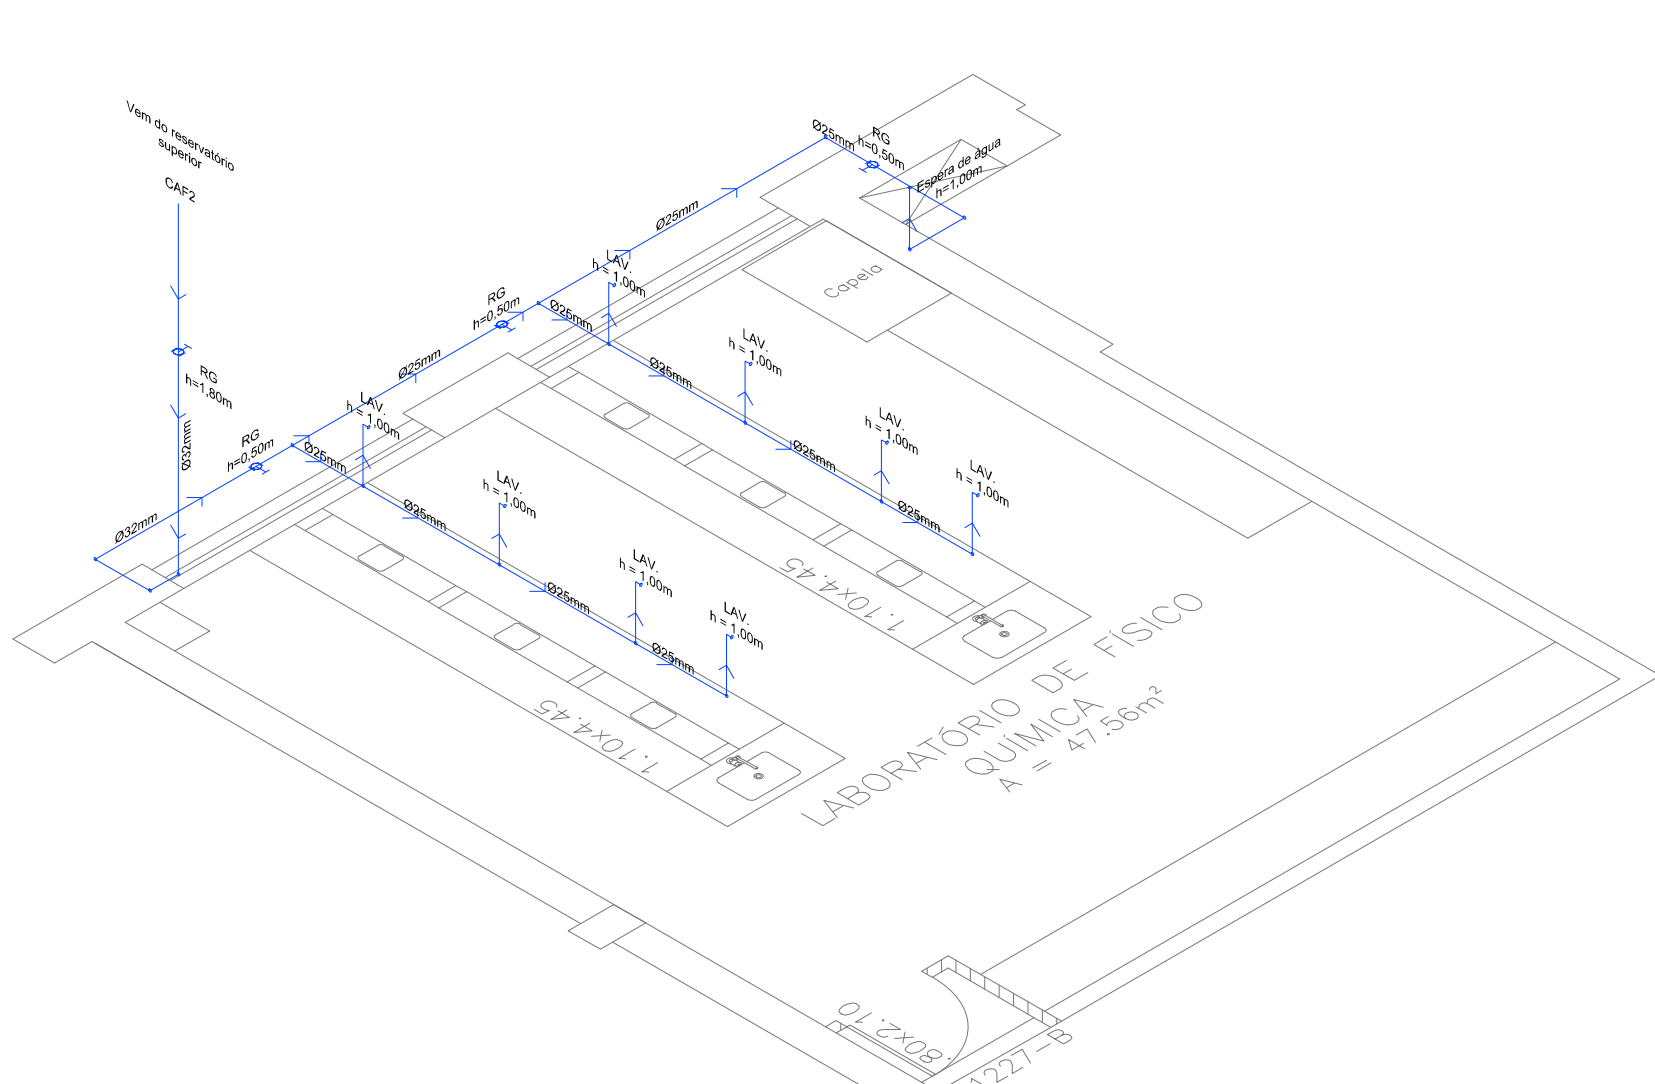 Vem do reservatório
superior
CAF2
RG
h=1,80m
Ø32mm
Ø32mm
RG
h=0,50m
Ø25mm
LAV.
h = 1,00m
Ø25mm
LAV.
h = 1,00m
Ø25mm
LAV.
h = 1,00m
Ø25mm
LAV.
h = 1,00m
Ø25mm
RG
h=0,50m
Ø25mm
LAV.
h = 1,00m
Ø25mm
LAV.
h = 1,00m
Ø25mm
LAV.
h = 1,00m
Ø25mm
LAV.
h = 1,00m
Ø25mm
Ø25mm
RG
h=0,50m
Espera de água
h=1,00m
Capela
1.10x4.45
1.10x4.45
LABORATÓRIO DE FÍSICO
QUÍMICA
A = 47.56m²
.80x2.10
1227-B